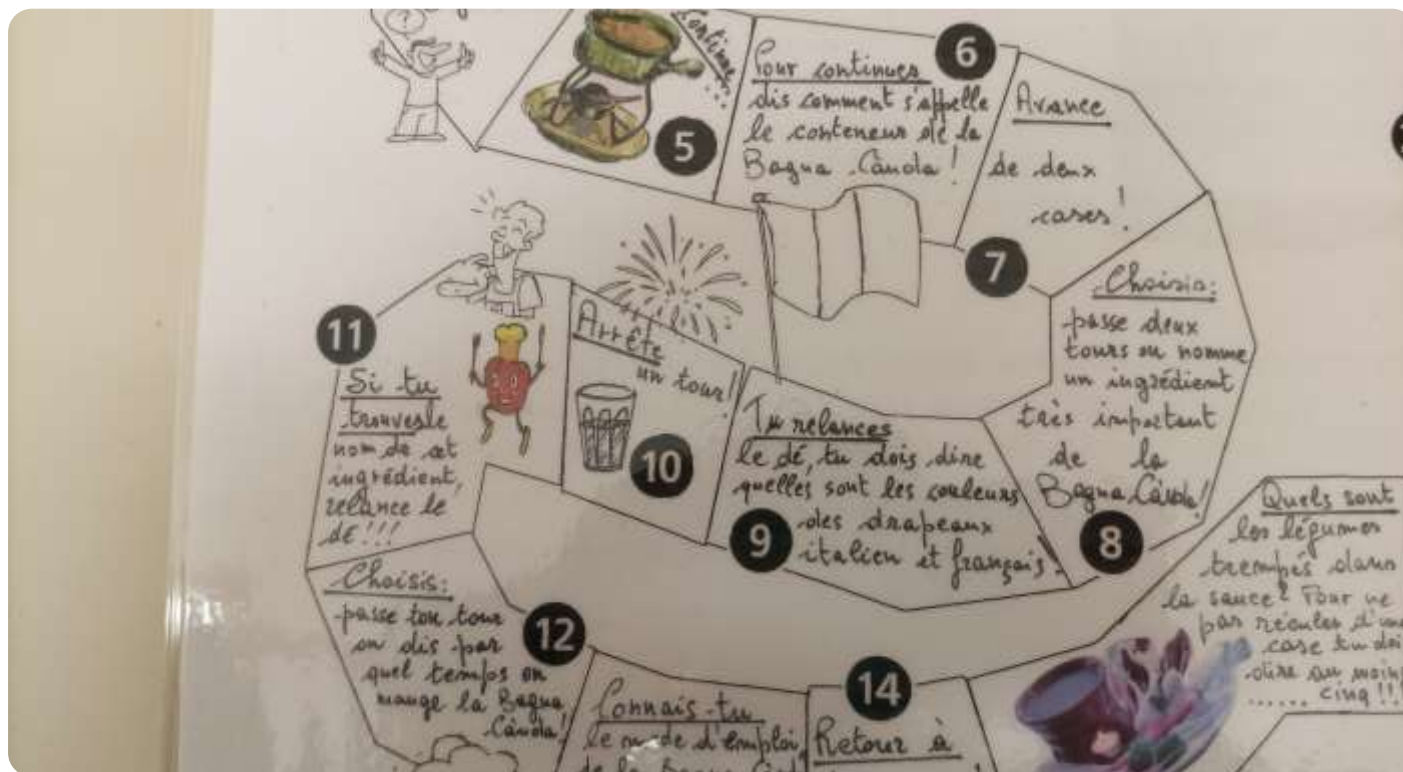 Continue...
5
6
Pour continuer
dis comment s'appelle
le conteneur de la
Bagna Càuda !
Avance
de deux
cases !
7
Choisis:
passe deux
tours ou nomme
un ingrédient
très important
de la
Bagna Càuda!
8
Tu relances
le dé, tu dois dire
quelles sont les couleurs
des drapeaux
italien et français.
9
Arrête
un tour!
10
11
Si tu
trouves le
nom de cet
ingrédient,
relance le
dé!!!
Choisis:
passe ton tour
ou dis par
quel temps on
mange la Bagna
Càuda!
12
Connais-tu
le mode d'emploi
de la Bagna
14
Retour à
Quels sont
les légumes
trempés dans
la sauce? Pour ne
pas reculer d'une
case tu dois
dire au moins
...... cinq!!!
?